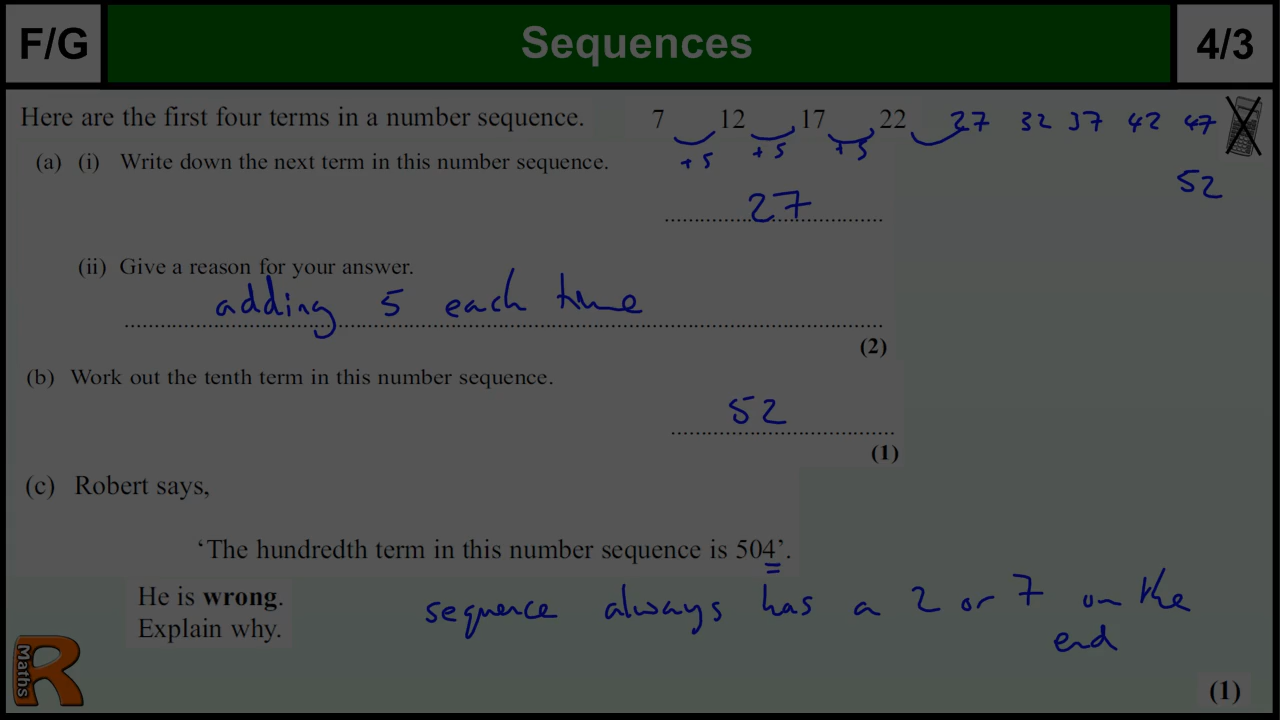 F/G Sequences 4/3
Here are the first four terms in a number sequence. 7 12 17 22 27 32 37 42 47
+5 +5 +5
(a) (i) Write down the next term in this number sequence.
52
27
(ii) Give a reason for your answer.
adding 5 each time
(2)
(b) Work out the tenth term in this number sequence.
52
(1)
(c) Robert says,
‘The hundredth term in this number sequence is 504’.
He is wrong.
Explain why.
sequence always has a 2 or 7 on the
end
R Maths
(1)